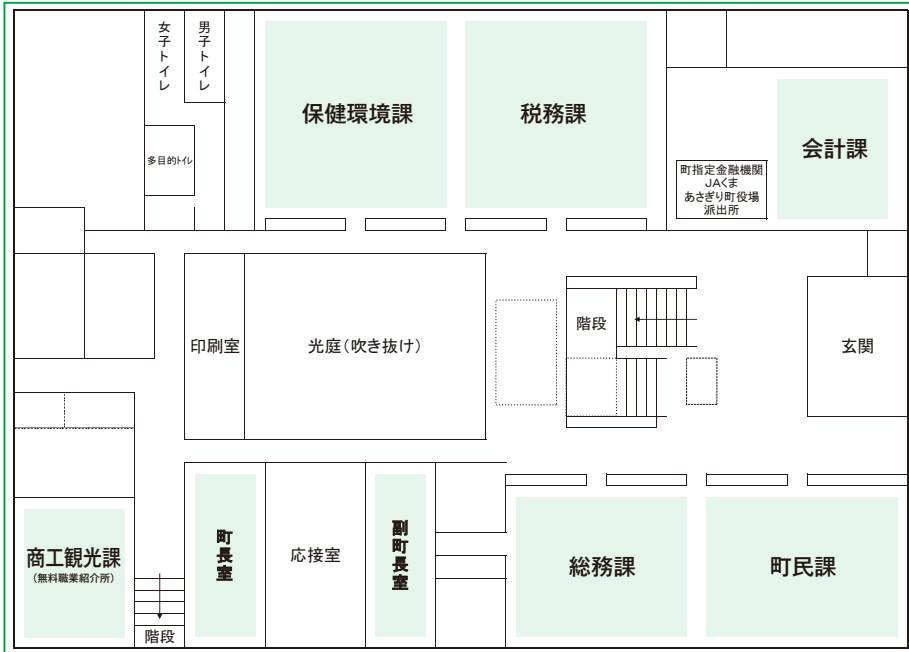 女子トイレ
男子トイレ
保健環境課
税務課
会計課
多目的トイレ
町指定金融機関
JAくま
あさぎり町役場
派出所
印刷室
光庭(吹き抜け)
階段
玄関
商工観光課
(無料職業紹介所)
町長室
応接室
副町長室
総務課
町民課
階段